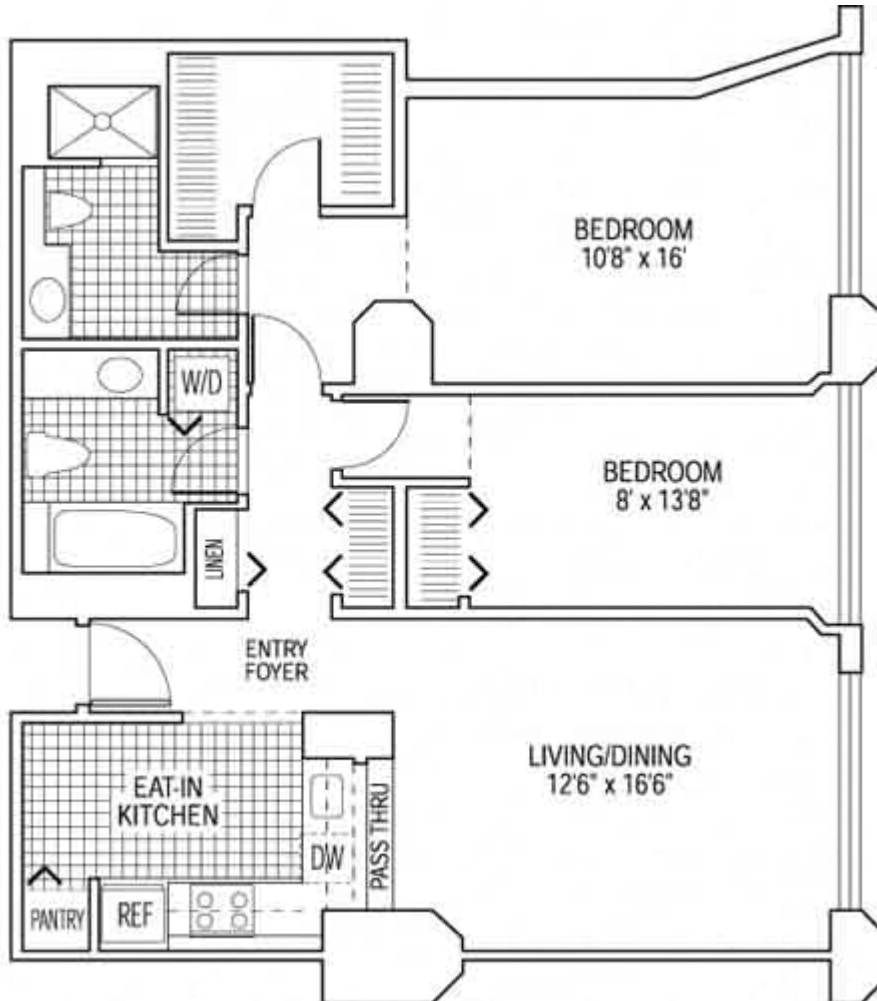 BEDROOM
10'8" x 16'
W/D
BEDROOM
8' x 13'8"
LINEN
ENTRY
FOYER
LIVING/DINING
12'6" x 16'6"
EAT-IN
KITCHEN
PASS THRU
DW
PANTRY
REF